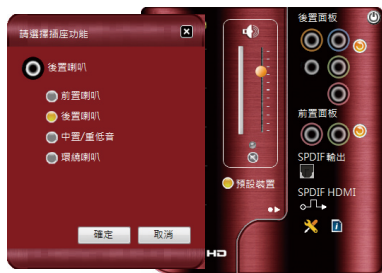 請選擇插座功能
後置喇叭
前置喇叭
後置喇叭
中置/重低音
環繞喇叭
確定
取消
預設裝置
HD
後置面板
前置面板
SPDIF 輸出
SPDIF HDMI